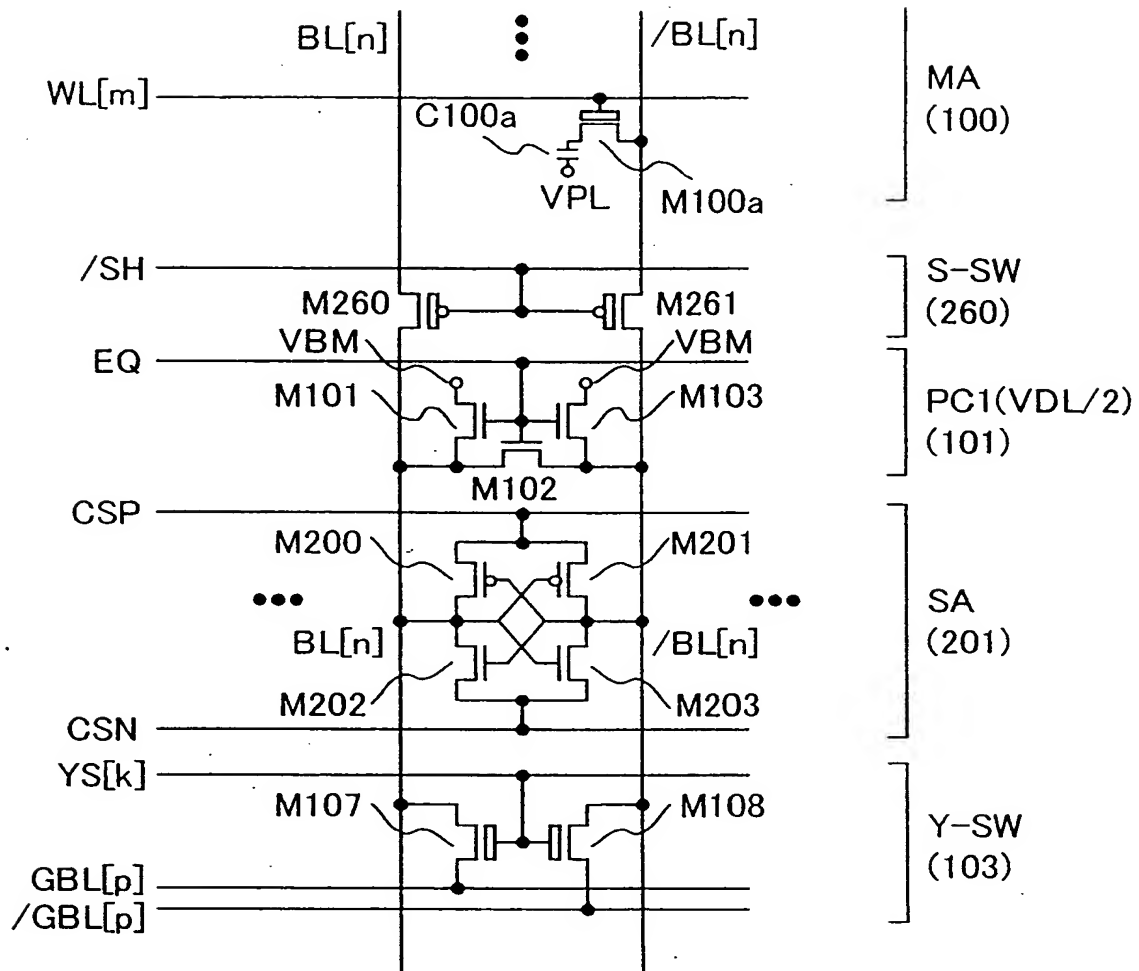 BL[n]
/BL[n]
WL[m]
C100a
VPL
M100a
MA
(100)
/SH
M260
M261
S-SW
(260)
EQ
VBM
VBM
M101
M103
M102
PC1(VDL/2)
(101)
CSP
M200
M201
BL[n]
/BL[n]
M202
M203
SA
(201)
CSN
YS[k]
M107
M108
Y-SW
(103)
GBL[p]
/GBL[p]